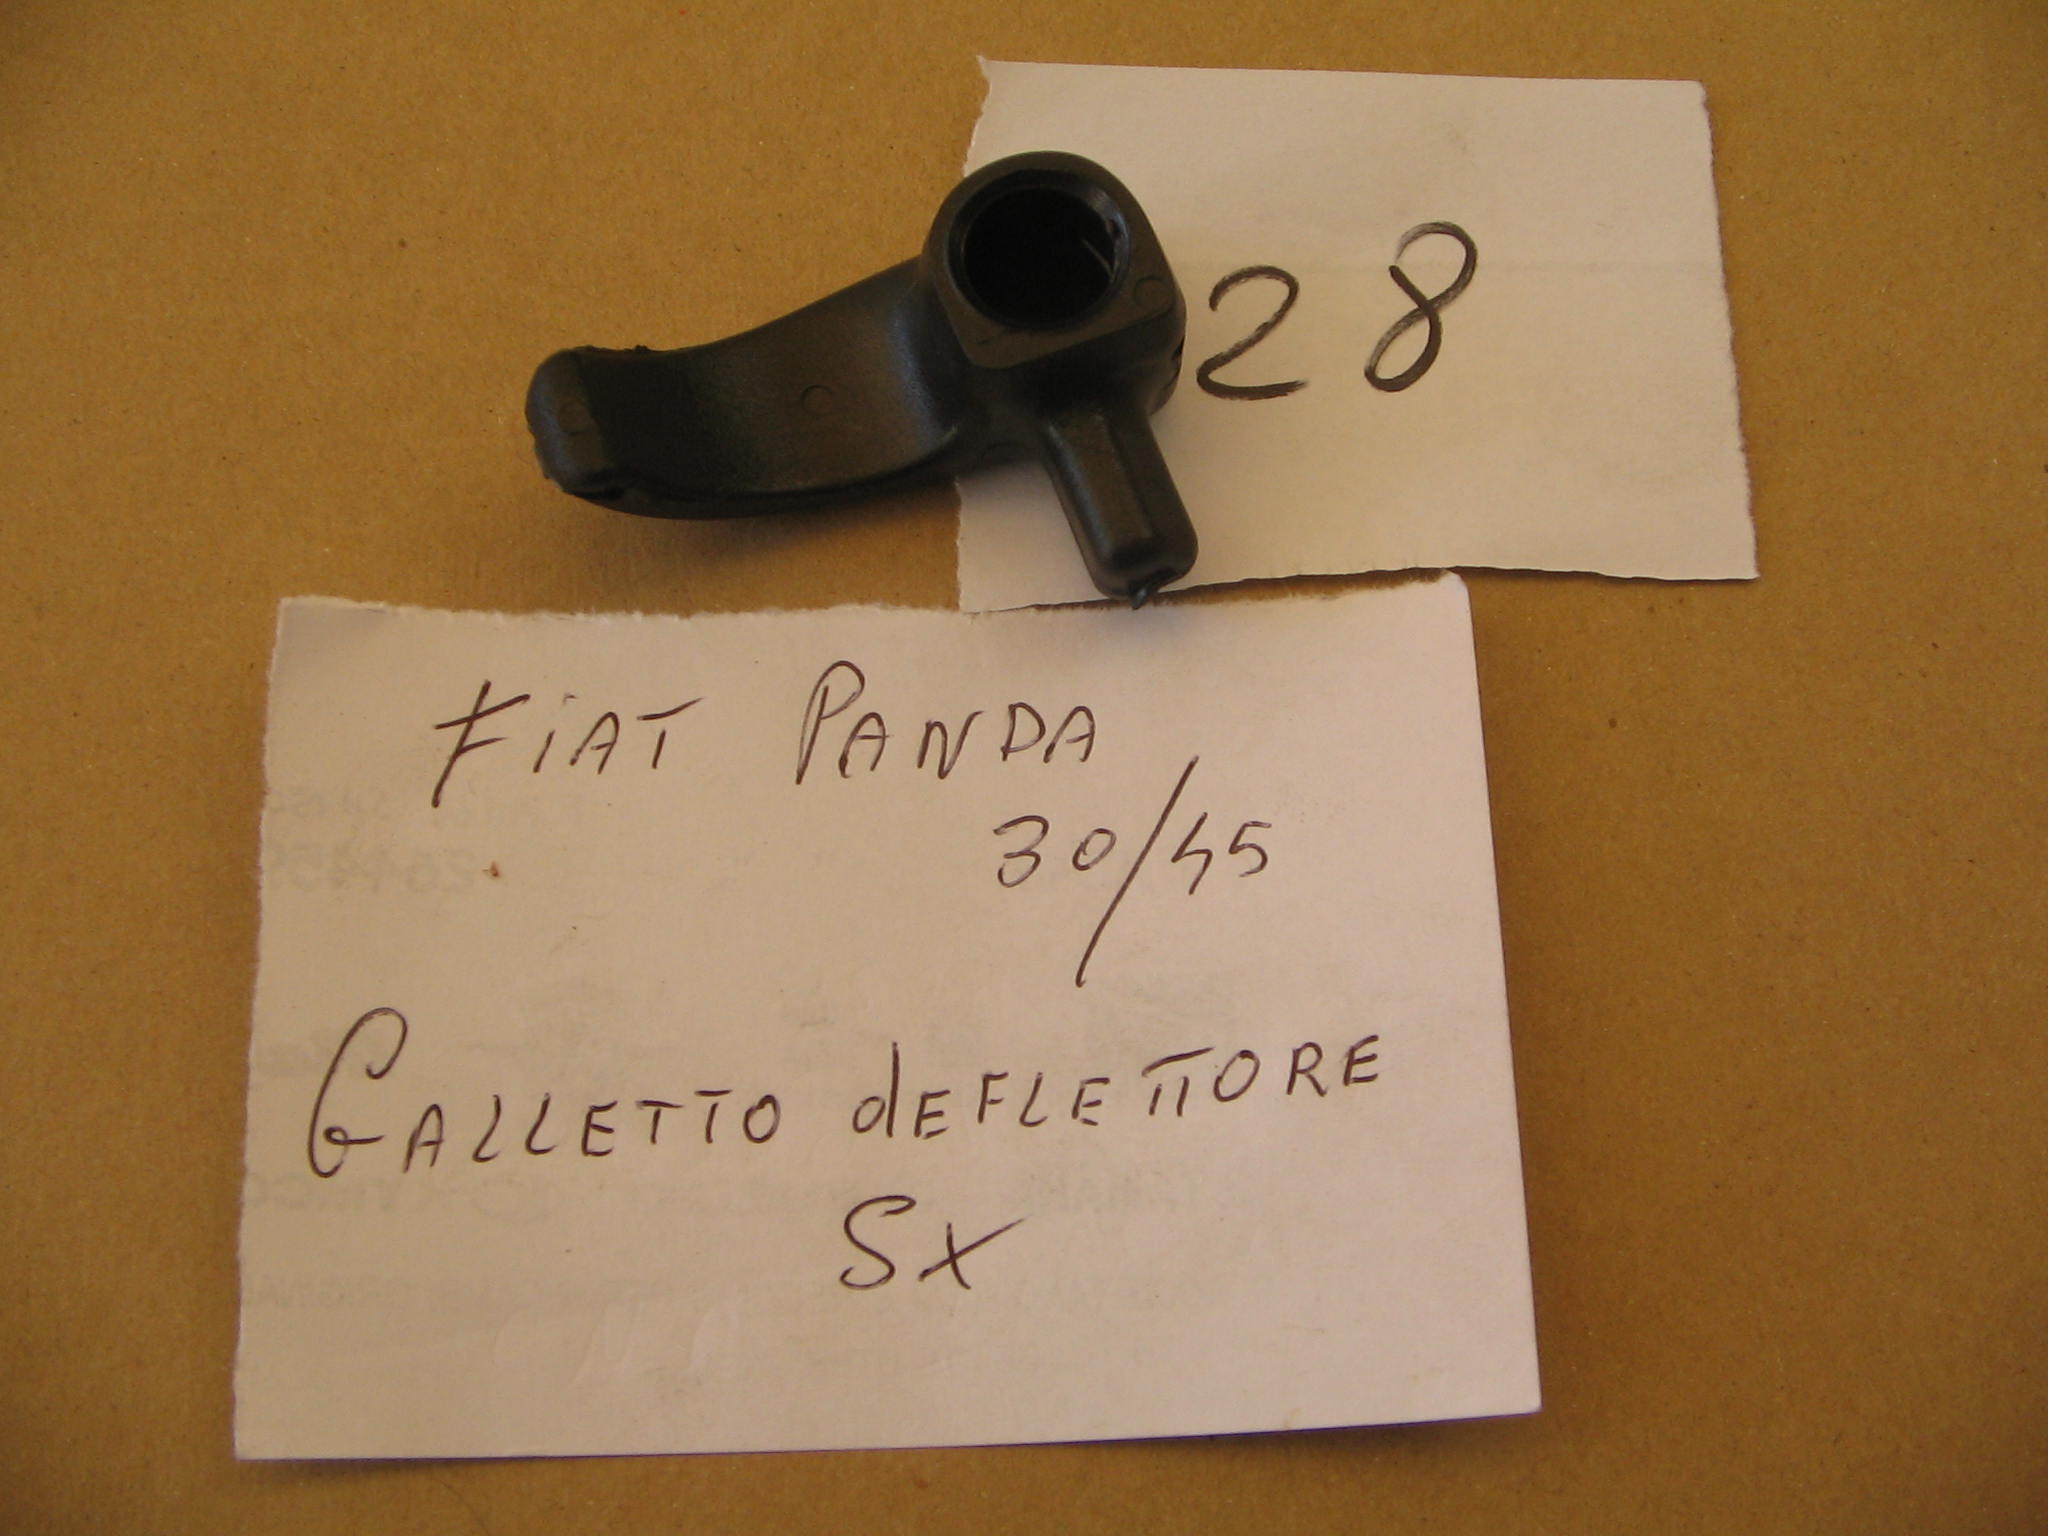 28
FiAT PANDA
30/45
GALLETTO dEFLETTORE
Sx